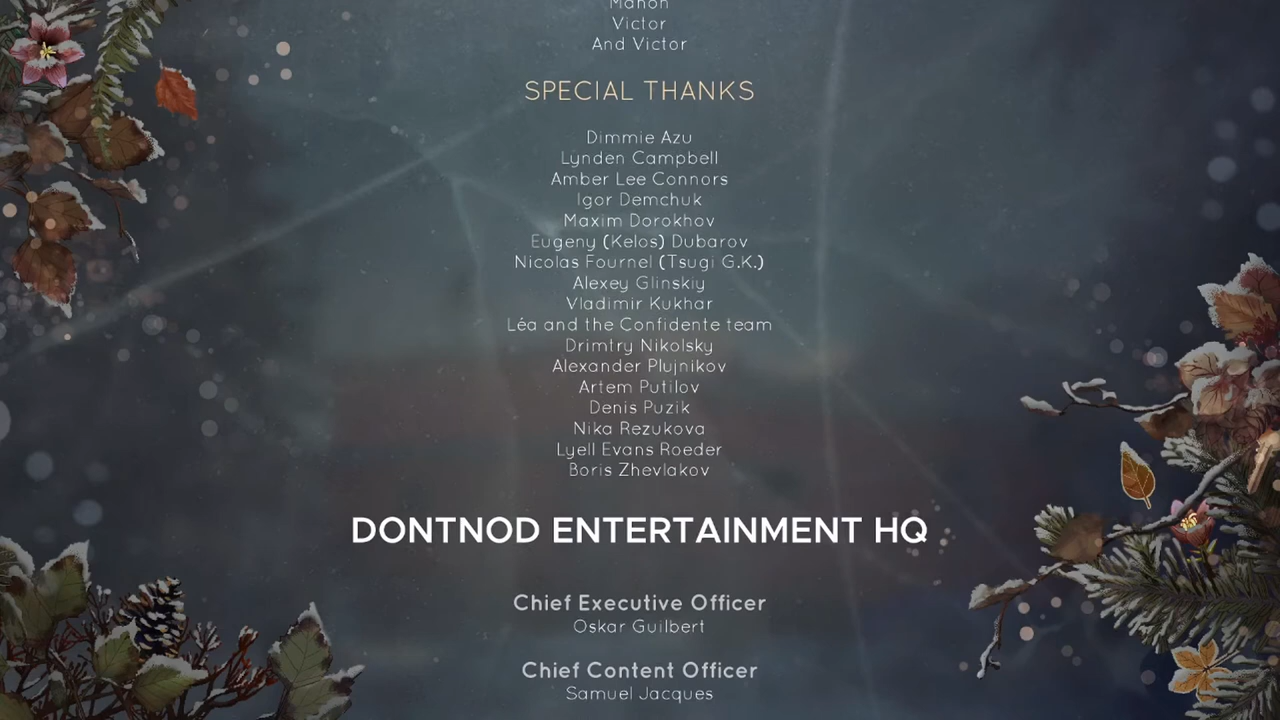 Manon
Victor
And Victor
SPECIAL THANKS
Dimmie Azu
Lynden Campbell
Amber Lee Connors
Igor Demchuk
Maxim Dorokhov
Eugeny (Kelos) Dubarov
Nicolas Fournel (Tsugi G.K.)
Alexey Glinskiy
Vladimir Kukhar
Léa and the Confidente team
Drimtry Nikolsky
Alexander Plujnikov
Artem Putilov
Denis Puzik
Nika Rezukova
Lyell Evans Roeder
Boris Zhevlakov
DONTNOD ENTERTAINMENT HQ
Chief Executive Officer
Oskar Guilbert
Chief Content Officer
Samuel Jacques